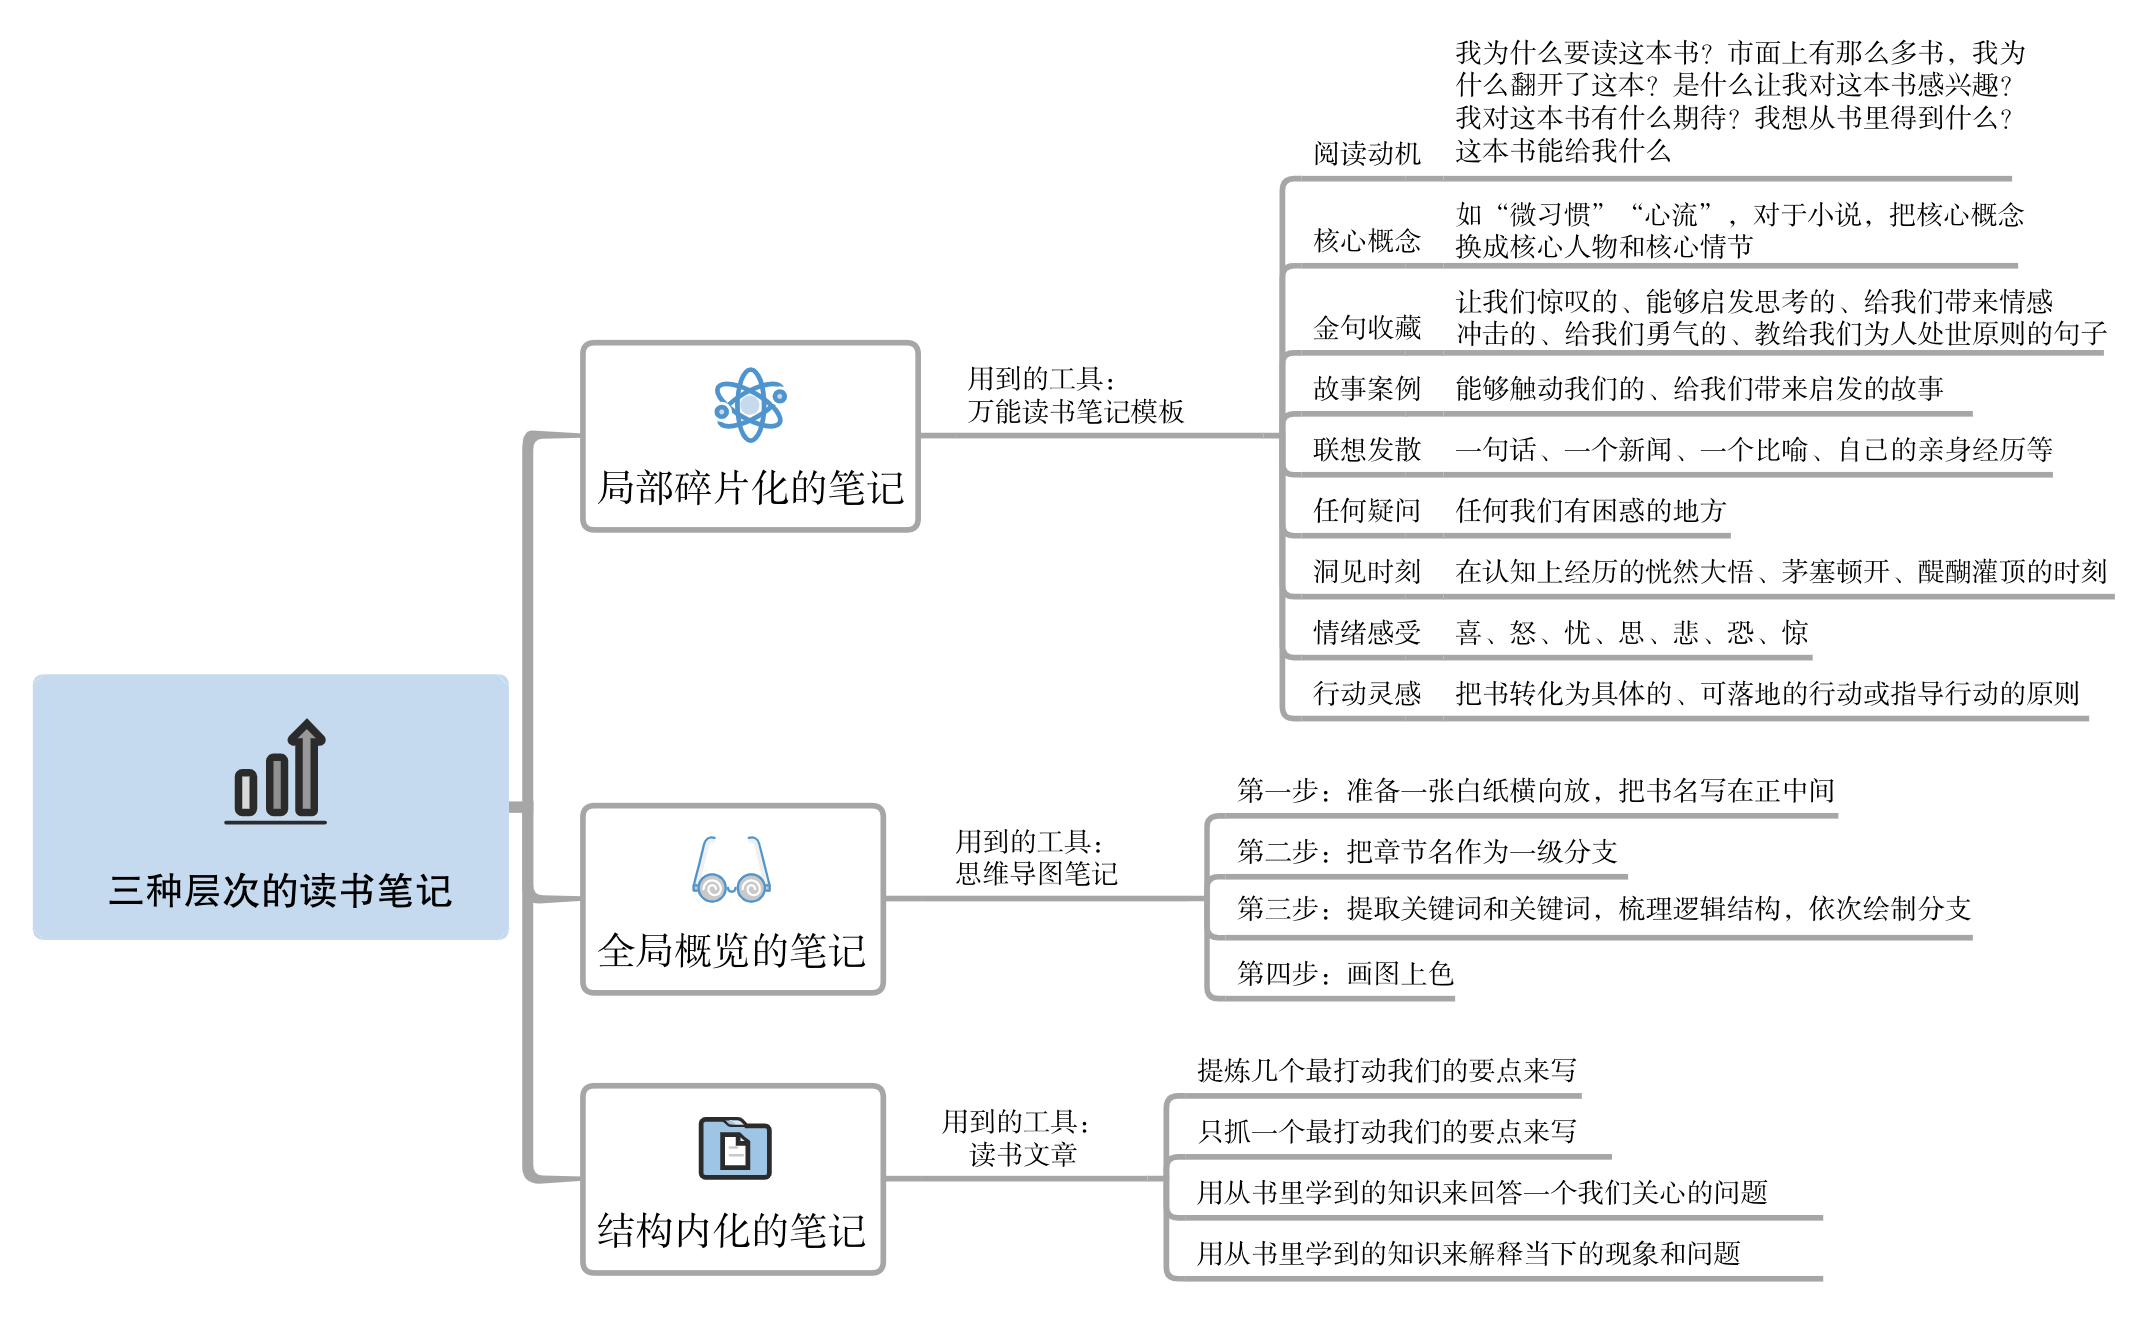 三种层次的读书笔记
局部碎片化的笔记
用到的工具：
万能读书笔记模板
阅读动机
我为什么要读这本书？市面上有那么多书，我为
什么翻开了这本？是什么让我对这本书感兴趣？
我对这本书有什么期待？我想从书里得到什么？
这本书能给我什么
核心概念
如“微习惯”“心流”，对于小说，把核心概念
换成核心人物和核心情节
金句收藏
让我们惊叹的、能够启发思考的、给我们带来情感
冲击的、给我们勇气的、教给我们为人处世原则的句子
故事案例
能够触动我们的、给我们带来启发的故事
联想发散
一句话、一个新闻、一个比喻、自己的亲身经历等
任何疑问
任何我们有困惑的地方
洞见时刻
在认知上经历的恍然大悟、茅塞顿开、醍醐灌顶的时刻
情绪感受
喜、怒、忧、思、悲、恐、惊
行动灵感
把书转化为具体的、可落地的行动或指导行动的原则
全局概览的笔记
用到的工具：
思维导图笔记
第一步：准备一张白纸横向放，把书名写在正中间
第二步：把章节名作为一级分支
第三步：提取关键词和关键词，梳理逻辑结构，依次绘制分支
第四步：画图上色
结构内化的笔记
用到的工具：
读书文章
提炼几个最打动我们的要点来写
只抓一个最打动我们的要点来写
用从书里学到的知识来回答一个我们关心的问题
用从书里学到的知识来解释当下的现象和问题